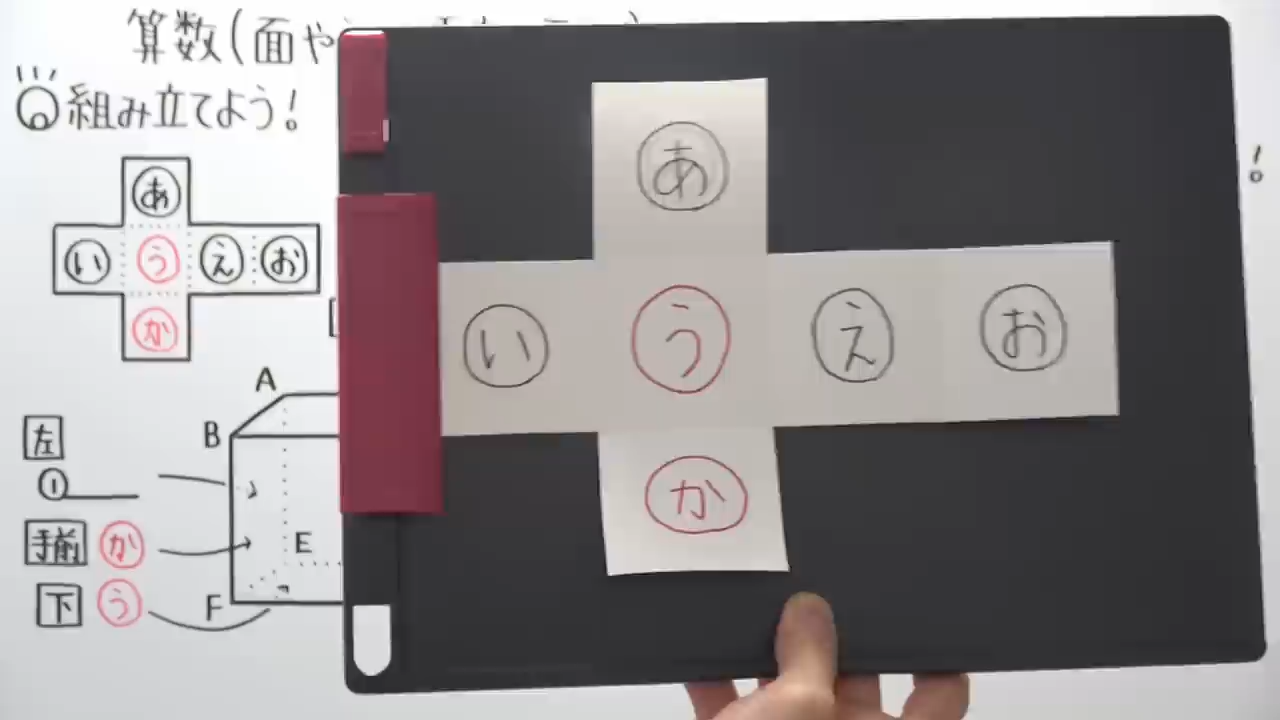 算数(面や
組み立てよう!
あ
い う え お
か
A
B
左
①
E
手前 か
F
下 う
あ
い う え お
か
!